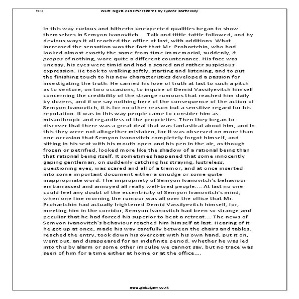 In this way curious and hitherto unexpected qualities began to show
themselves in Semyon Ivanovitch.... Talk and tittle tattle followed, and by
devious ways it all reached the office at last, with additions. What
increased the sensation was the fact that Mr. Proharchin, who had
looked almost exactly the same from time immemorial, suddenly, à
propos of nothing, wore quite a different countenance. His face was
uneasy, his eyes were timid and had a scared and rather suspicious
expression. He took to walking softly, starting and listening, and to put
the finishing touch to his new characteristics developed a passion for
investigating the truth. He carried his love of truth at last to such a pitch
as to venture, on two occasions, to inquire of Demid Vassilyevitch himself
concerning the credibility of the strange rumours that reached him daily
by dozens, and if we say nothing here of the consequence of the action of
Semyon Ivanovitch, it is for no other reason but a sensitive regard for his
reputation. It was in this way people came to consider him as
misanthropic and regardless of the proprieties. Then they began to
discover that there was a great deal that was fantastical about him, and in
this they were not altogether mistaken, for it was observed on more than
one occasion that Semyon Ivanovitch completely forgot himself, and
sitting in his seat with his mouth open and his pen in the air, as though
frozen or petrified, looked more like the shadow of a rational being than
that rational being itself. It sometimes happened that some innocently
gaping gentleman, on suddenly catching his straying, lustreless,
questioning eyes, was scared and all of a tremor, and at once inserted
into some important document either a smudge or some quite
inappropriate word. The impropriety of Semyon Ivanovitch's behaviour
embarrassed and annoyed all really well-bred people.... At last no one
could feel any doubt of the eccentricity of Semyon Ivanovitch's mind,
when one fine morning the rumour was all over the office that Mr.
Proharchin had actually frightened Demid Vassilyevitch himself, for,
meeting him in the corridor, Semyon Ivanovitch had been so strange and
peculiar that he had forced his superior to beat a retreat.... The news of
Semyon Ivanovitch's behaviour reached him himself at last. Hearing of it
he got up at once, made his way carefully between the chairs and tables,
reached the entry, took down his overcoat with his own hand, put it on,
went out, and disappeared for an indefinite period. Whether he was led
into this by alarm or some other impulse we cannot say, but no trace was
seen of him for a time either at home or at the office....